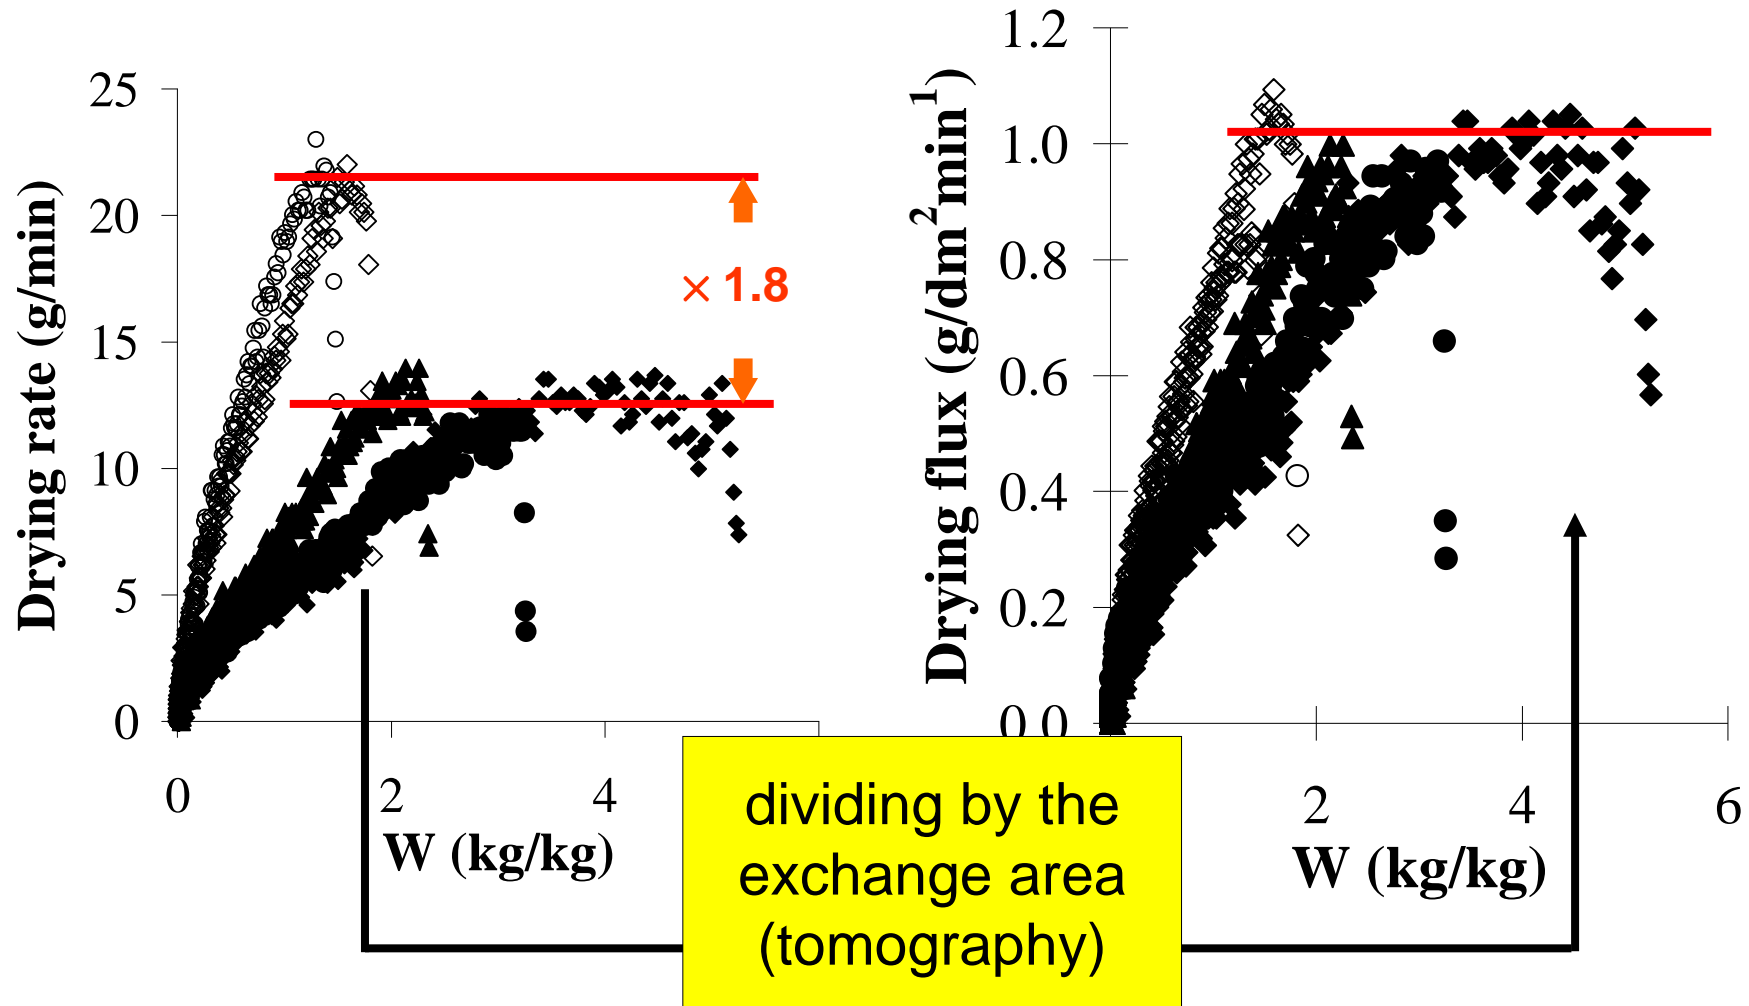 Drying rate (g/min)
25
20
15
10
5
0
0
2
4
W (kg/kg)
× 1.8
Drying flux (g/dm²min¹)
1.2
1.0
0.8
0.6
0.4
0.2
0 0
2
4
6
W (kg/kg)
dividing by the
exchange area
(tomography)